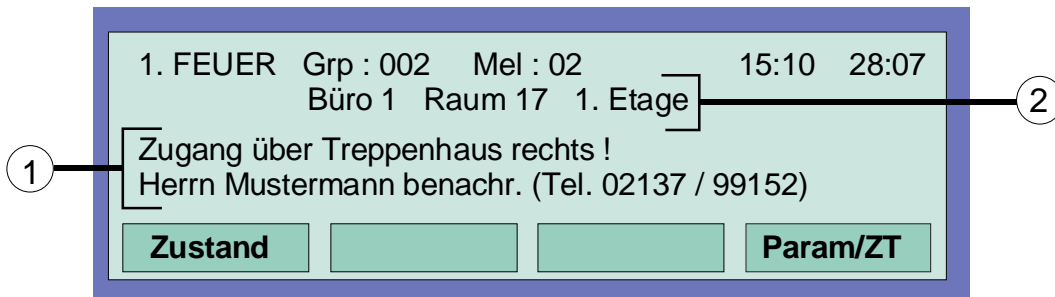 1. FEUER Grp : 002 Mel : 02 15:10 28:07
Büro 1 Raum 17 1. Etage
2
Zugang über Treppenhaus rechts !
1
Herrn Mustermann benachr. (Tel. 02137 / 99152)
Zustand Param/ZT